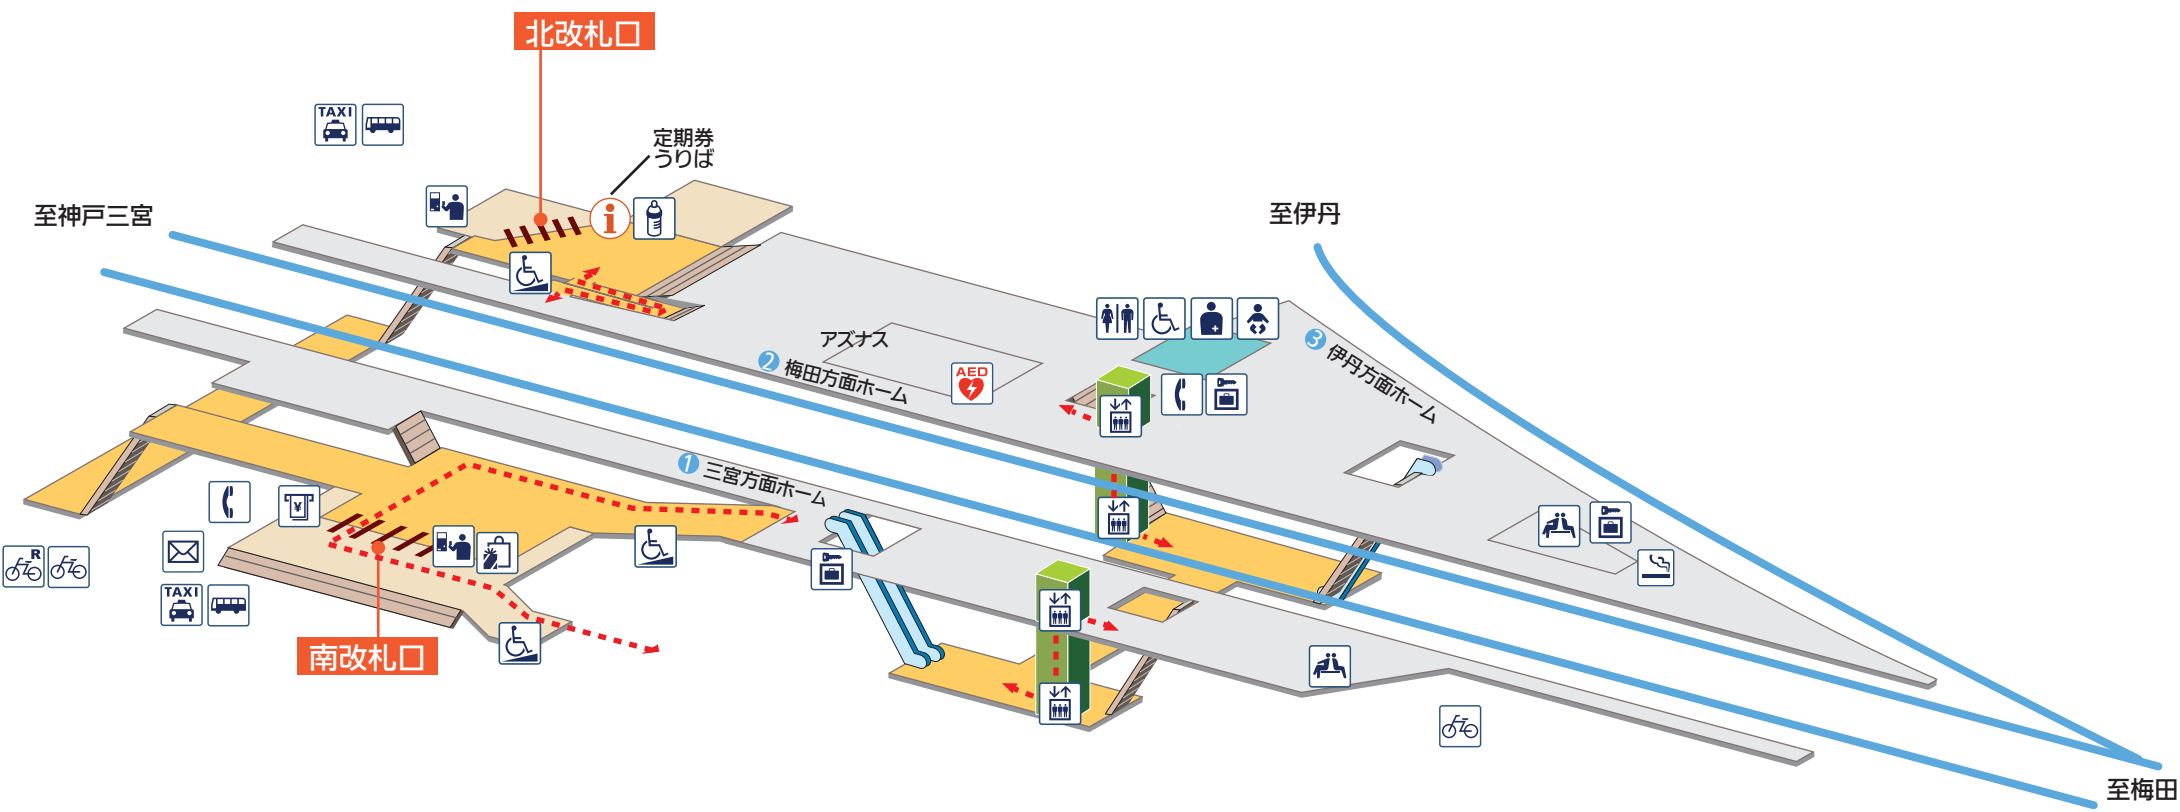 北改札口
TAXI
定期券
うりば
至神戸三宮
至伊丹
i
アズナス
2 梅田方面ホーム
AED
3 伊丹方面ホーム
1 三宮方面ホーム
¥
R
TAXI
南改札口
至梅田